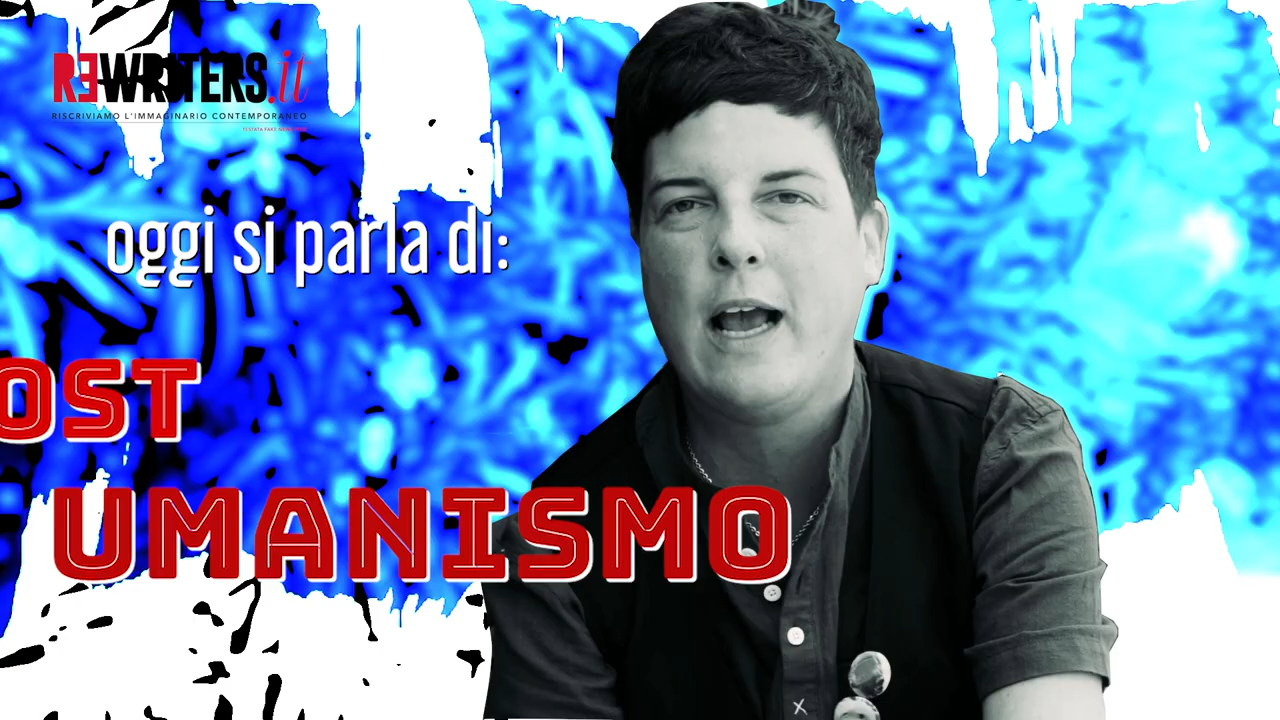 REWRITERS.it
RISCRIVIAMO L'IMMAGINARIO CONTEMPORANEO
oggi si parla di:
OST
UMANISMO